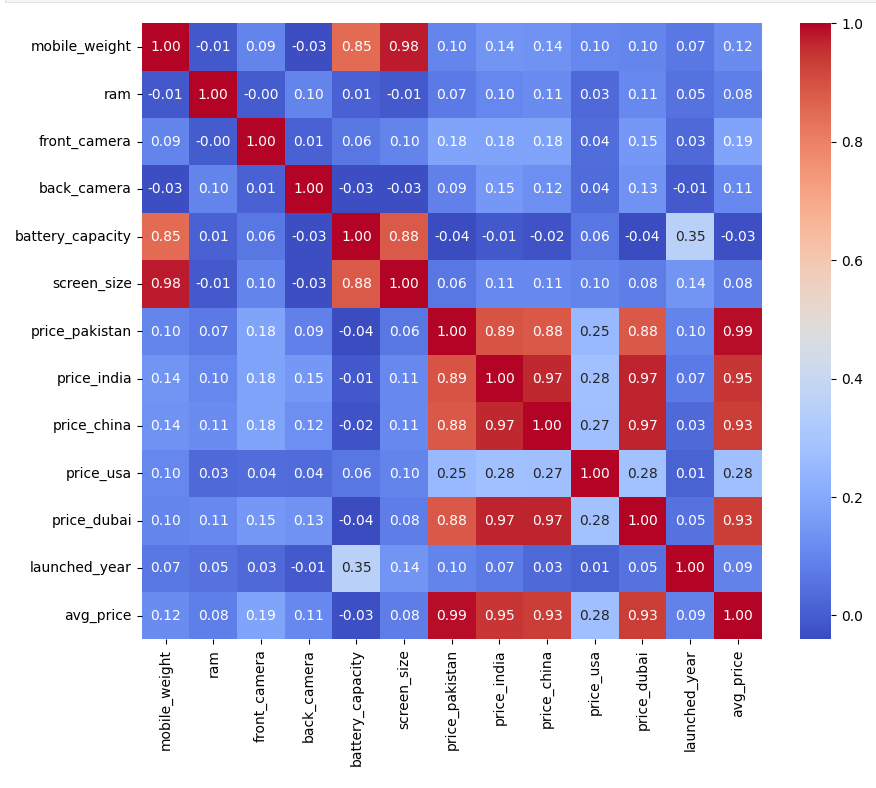 mobile_weight 1.00 -0.01 0.09 -0.03 0.85 0.98 0.10 0.14 0.14 0.10 0.10 0.07 0.12
ram -0.01 1.00 -0.00 0.10 0.01 -0.01 0.07 0.10 0.11 0.03 0.11 0.05 0.08
front_camera 0.09 -0.00 1.00 0.01 0.06 0.10 0.18 0.18 0.18 0.04 0.15 0.03 0.19
back_camera -0.03 0.10 0.01 1.00 -0.03 -0.03 0.09 0.15 0.12 0.04 0.13 -0.01 0.11
battery_capacity 0.85 0.01 0.06 -0.03 1.00 0.88 -0.04 -0.01 -0.02 0.06 -0.04 0.35 -0.03
screen_size 0.98 -0.01 0.10 -0.03 0.88 1.00 0.06 0.11 0.11 0.10 0.08 0.14 0.08
price_pakistan 0.10 0.07 0.18 0.09 -0.04 0.06 1.00 0.89 0.88 0.25 0.88 0.10 0.99
price_india 0.14 0.10 0.18 0.15 -0.01 0.11 0.89 1.00 0.97 0.28 0.97 0.07 0.95
price_china 0.14 0.11 0.18 0.12 -0.02 0.11 0.88 0.97 1.00 0.27 0.97 0.03 0.93
price_usa 0.10 0.03 0.04 0.04 0.06 0.10 0.25 0.28 0.27 1.00 0.28 0.01 0.28
price_dubai 0.10 0.11 0.15 0.13 -0.04 0.08 0.88 0.97 0.97 0.28 1.00 0.05 0.93
launched_year 0.07 0.05 0.03 -0.01 0.35 0.14 0.10 0.07 0.03 0.01 0.05 1.00 0.09
avg_price 0.12 0.08 0.19 0.11 -0.03 0.08 0.99 0.95 0.93 0.28 0.93 0.09 1.00
mobile_weight
ram
front_camera
back_camera
battery_capacity
screen_size
price_pakistan
price_india
price_china
price_usa
price_dubai
launched_year
avg_price
1.0
0.8
0.6
0.4
0.2
0.0